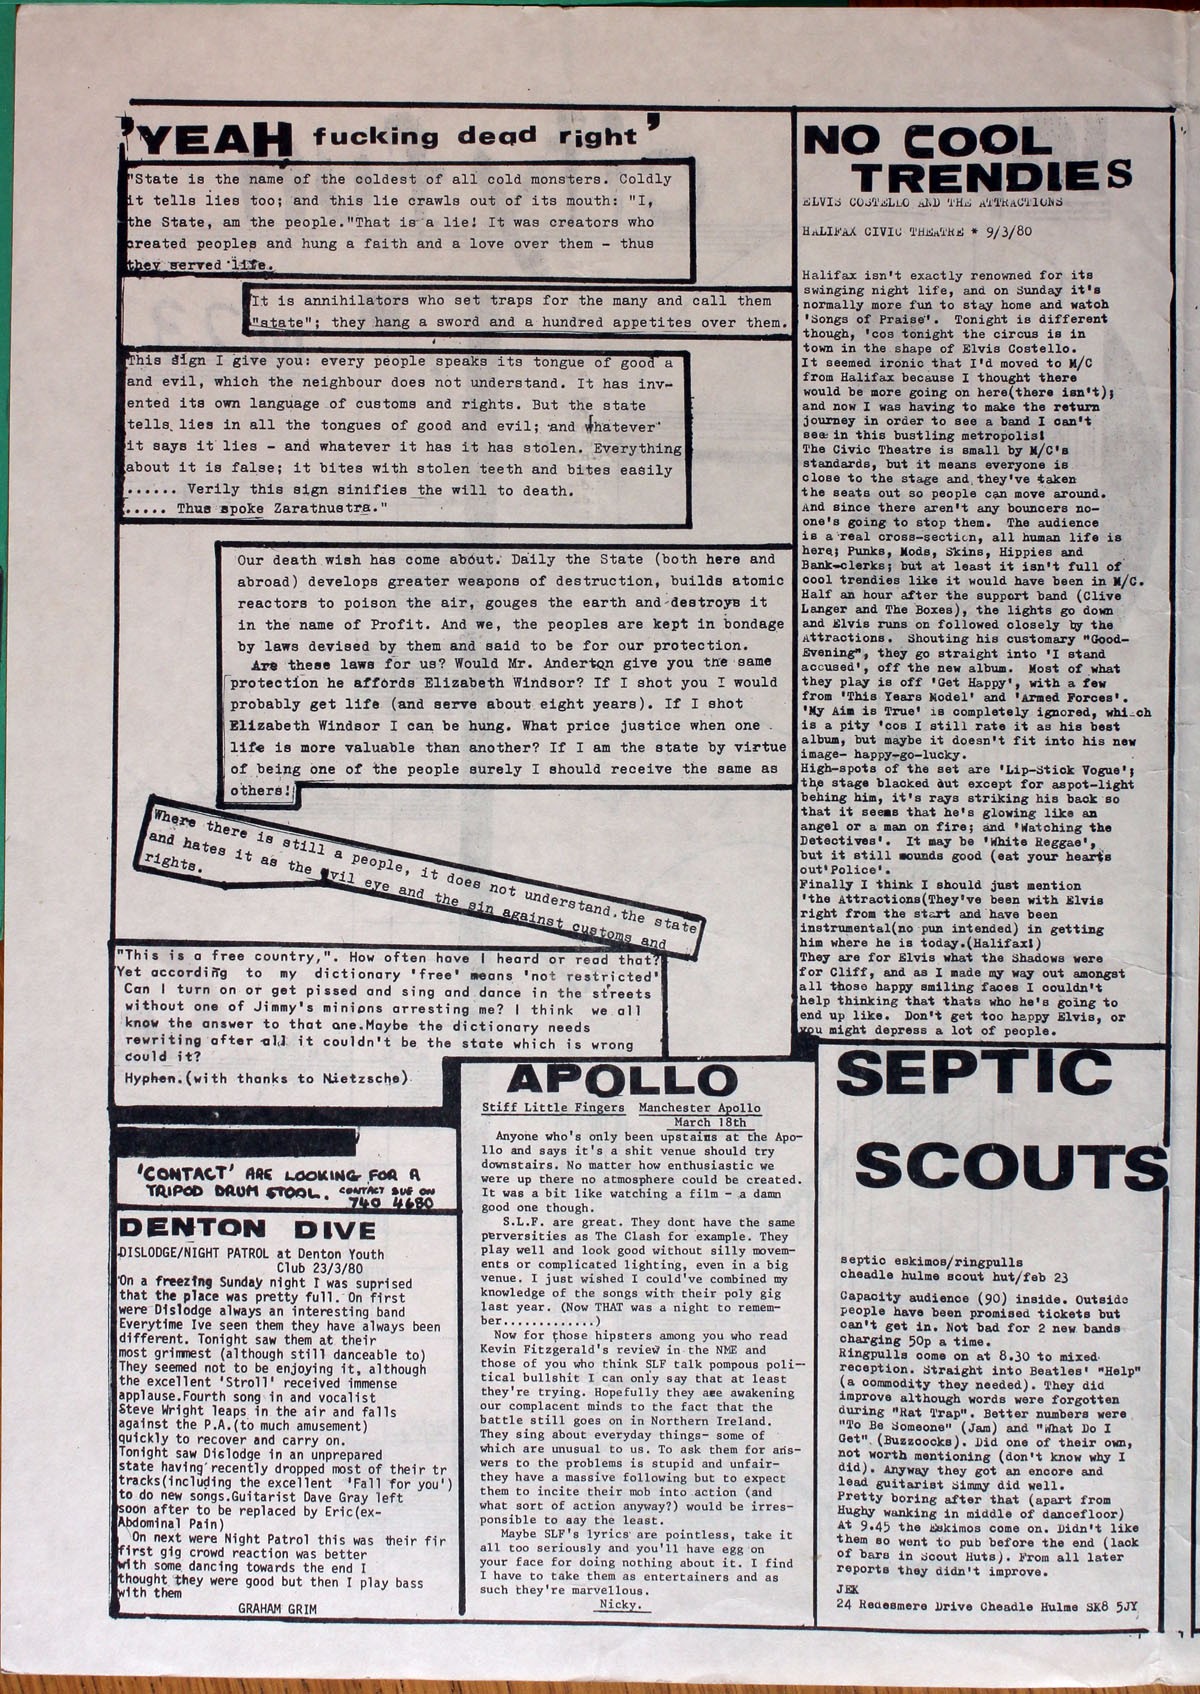 'YEAH fucking dead right'
"State is the name of the coldest of all cold monsters. Coldly
it tells lies too; and this lie crawls out of its mouth: "I,
the State, am the people."That is a lie! It was creators who
created peoples and hung a faith and a love over them - thus
they served life.
It is annihilators who set traps for the many and call them
"state"; they hang a sword and a hundred appetites over them.
This sign I give you: every people speaks its tongue of good a
and evil, which the neighbour does not understand. It has inv-
ented its own language of customs and rights. But the state
tells lies in all the tongues of good and evil; and whatever
it says it lies - and whatever it has it has stolen. Everything
about it is false; it bites with stolen teeth and bites easily
...... Verily this sign sinifies the will to death.
..... Thus spoke Zarathustra."
Our death wish has come about. Daily the State (both here and
abroad) develops greater weapons of destruction, builds atomic
reactors to poison the air, gouges the earth and destroys it
in the name of Profit. And we, the peoples are kept in bondage
by laws devised by them and said to be for our protection.
Are these laws for us? Would Mr. Anderton give you the same
protection he affords Elizabeth Windsor? If I shot you I would
probably get life (and serve about eight years). If I shot
Elizabeth Windsor I can be hung. What price justice when one
life is more valuable than another? If I am the state by virtue
of being one of the people surely I should receive the same as
others!
Where there is still a people, it does not understand the state
and hates it as the evil eye and the sin against customs and
rights.
"This is a free country,". How often have I heard or read that?
Yet according to my dictionary 'free' means 'not restricted'
Can I turn on or get pissed and sing and dance in the streets
without one of Jimmy's minions arresting me? I think we all
know the answer to that one.Maybe the dictionary needs
rewriting after all it couldn't be the state which is wrong
could it?
Hyphen.(with thanks to Nietzsche)
'CONTACT' ARE LOOKING FOR A
TRIPOD DRUM STOOL. CONTACT SUE ON
740 4680
DENTON DIVE
DISLODGE/NIGHT PATROL at Denton Youth
Club 23/3/80
On a freezing Sunday night I was suprised
that the place was pretty full. On first
were Dislodge always an interesting band
Everytime Ive seen them they have always been
different. Tonight saw them at their
most grimmest (although still danceable to)
They seemed not to be enjoying it, although
the excellent 'Stroll' received immense
applause.Fourth song in and vocalist
Steve Wright leaps in the air and falls
against the P.A.(to much amusement)
quickly to recover and carry on.
Tonight saw Dislodge in an unprepared
state having recently dropped most of their tr
tracks(including the excellent 'Fall for you')
to do new songs.Guitarist Dave Gray left
soon after to be replaced by Eric(ex-
Abdominal Pain)
On next were Night Patrol this was their fir
first gig crowd reaction was better
with some dancing towards the end I
thought they were good but then I play bass
with them
GRAHAM GRIM
APOLLO
Stiff Little Fingers Manchester Apollo
March 18th
Anyone who's only been upstains at the Apo-
llo and says it's a shit venue should try
downstairs. No matter how enthusiastic we
were up there no atmosphere could be created.
It was a bit like watching a film - a damn
good one though.
S.L.F. are great. They dont have the same
perversities as The Clash for example. They
play well and look good without silly movem-
ents or complicated lighting, even in a big
venue. I just wished I could've combined my
knowledge of the songs with their poly gig
last year. (Now THAT was a night to remem-
ber............)
Now for those hipsters among you who read
Kevin Fitzgerald's review in the NME and
those of you who think SLF talk pompous poli-
tical bullshit I can only say that at least
they're trying. Hopefully they are awakening
our complacent minds to the fact that the
battle still goes on in Northern Ireland.
They sing about everyday things- some of
which are unusual to us. To ask them for ans-
wers to the problems is stupid and unfair-
they have a massive following but to expect
them to incite their mob into action (and
what sort of action anyway?) would be irres-
ponsible to say the least.
Maybe SLF's lyrics are pointless, take it
all too seriously and you'll have egg on
your face for doing nothing about it. I find
I have to take them as entertainers and as
such they're marvellous.
Nicky.
NO COOL
TRENDIES
ELVIS COSTELLO AND THE ATTRACTIONS
HALIFAX CIVIC THEATRE * 9/3/80
Halifax isn't exactly renowned for its
swinging night life, and on Sunday it's
normally more fun to stay home and watch
'Songs of Praise'. Tonight is different
though, 'cos tonight the circus is in
town in the shape of Elvis Costello.
It seemed ironic that I'd moved to M/C
from Halifax because I thought there
would be more going on here(there isn't);
and now I was having to make the return
journey in order to see a band I can't
see in this bustling metropolis!
The Civic Theatre is small by M/C's
standards, but it means everyone is
close to the stage and they've taken
the seats out so people can move around.
And since there aren't any bouncers no-
one's going to stop them. The audience
is a real cross-section, all human life is
here; Punks, Mods, Skins, Hippies and
Bank-clerks; but at least it isn't full of
cool trendies like it would have been in M/C.
Half an hour after the support band (Clive
Langer and The Boxes), the lights go down
and Elvis runs on followed closely by the
Attractions. Shouting his customary "Good-
Evening", they go straight into 'I stand
accused', off the new album. Most of what
they play is off 'Get Happy', with a few
from 'This Years Model' and 'Armed Forces'.
'My Aim is True' is completely ignored, which
is a pity 'cos I still rate it as his best
album, but maybe it doesn't fit into his new
image- happy-go-lucky.
High-spots of the set are 'Lip-Stick Vogue';
the stage blacked out except for aspot-light
behing him, it's rays striking his back so
that it seems that he's glowing like an
angel or a man on fire; and 'Watching the
Detectives'. It may be 'White Reggae',
but it still sounds good (eat your hearts
out'Police'.
Finally I think I should just mention
'the Attractions(They've been with Elvis
right from the start and have been
instrumental(no pun intended) in getting
him where he is today.(Halifax!)
They are for Elvis what the Shadows were
for Cliff, and as I made my way out amongst
all those happy smiling faces I couldn't
help thinking that thats who he's going to
end up like. Don't get too happy Elvis, or
you might depress a lot of people.
SEPTIC
SCOUTS
septic eskimos/ringpulls
cheadle hulme scout hut/feb 23
Capacity audience (90) inside. Outside
people have been promised tickets but
can't get in. Not bad for 2 new bands
charging 50p a time.
Ringpulls come on at 8.30 to mixed
reception. Straight into Beatles' "Help"
(a commodity they needed). They did
improve although words were forgotten
during "Rat Trap". Better numbers were
"To Be Someone" (Jam) and "What Do I
Get" (Buzzcocks). Did one of their own,
not worth mentioning (don't know why I
did). Anyway they got an encore and
lead guitarist Simmy did well.
Pretty boring after that (apart from
Hughy wanking in middle of dancefloor)
At 9.45 the Eskimos come on. Didn't like
them so went to pub before the end (lack
of bars in Scout Huts). From all later
reports they didn't improve.
JEK
24 Redesmere Drive Cheadle Hulme SK8 5JY